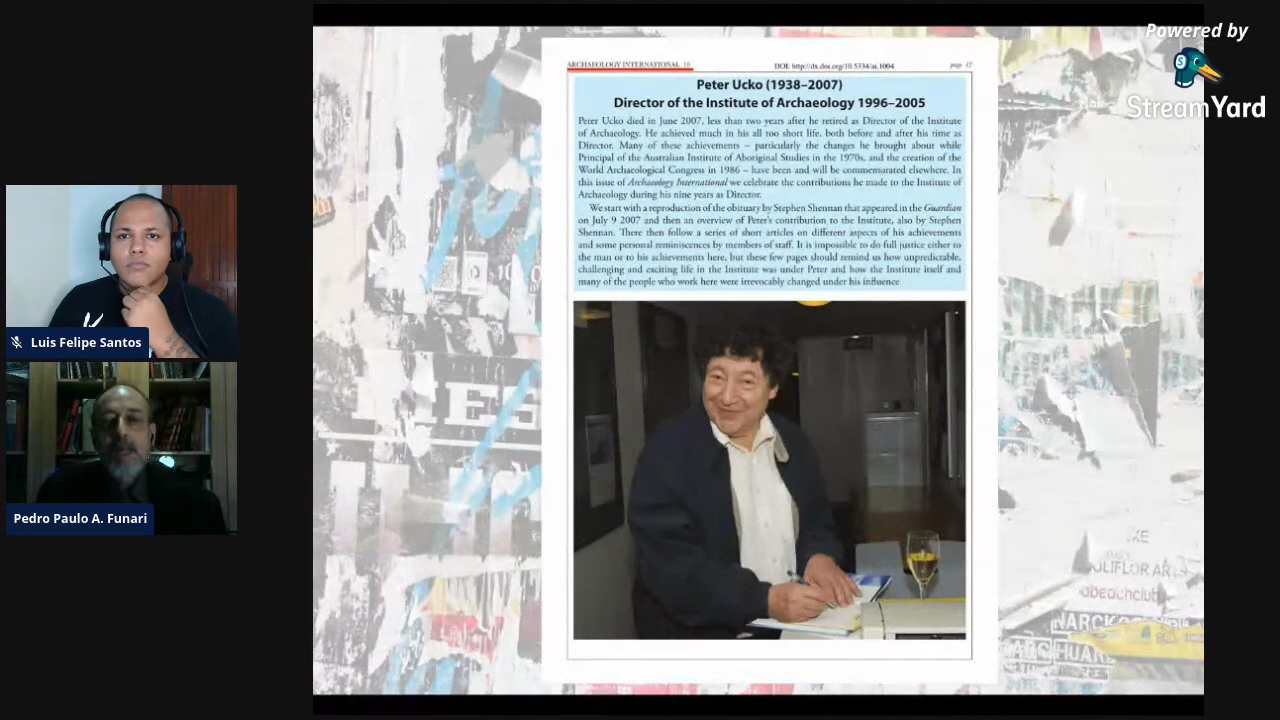 Powered by
StreamYard
ARCHAEOLOGY INTERNATIONAL 10
DOI: http://dx.doi.org/10.5334/ai.1004
page 12
Peter Ucko (1938–2007)
Director of the Institute of Archaeology 1996–2005
Peter Ucko died in June 2007, less than two years after he retired as Director of the Institute
of Archaeology. He achieved much in his all too short life, both before and after his time as
Director. Many of these achievements – particularly the changes he brought about while
Principal of the Australian Institute of Aboriginal Studies in the 1970s, and the creation of the
World Archaeological Congress in 1986 – have been and will be commemorated elsewhere. In
this issue of Archaeology International we celebrate the contributions he made to the Institute of
Archaeology during his nine years as Director.
We start with a reproduction of the obituary by Stephen Shennan that appeared in the Guardian
on July 9 2007 and then an overview of Peter's contribution to the Institute, also by Stephen
Shennan. There then follow a series of short articles on different aspects of his achievements
and some personal reminiscences by members of staff. It is impossible to do full justice either to
the man or to his achievements here, but these few pages should remind us how unpredictable,
challenging and exciting life in the Institute was under Peter and how the Institute itself and
many of the people who work here were irrevocably changed under his influence.
Luis Felipe Santos
Pedro Paulo A. Funari